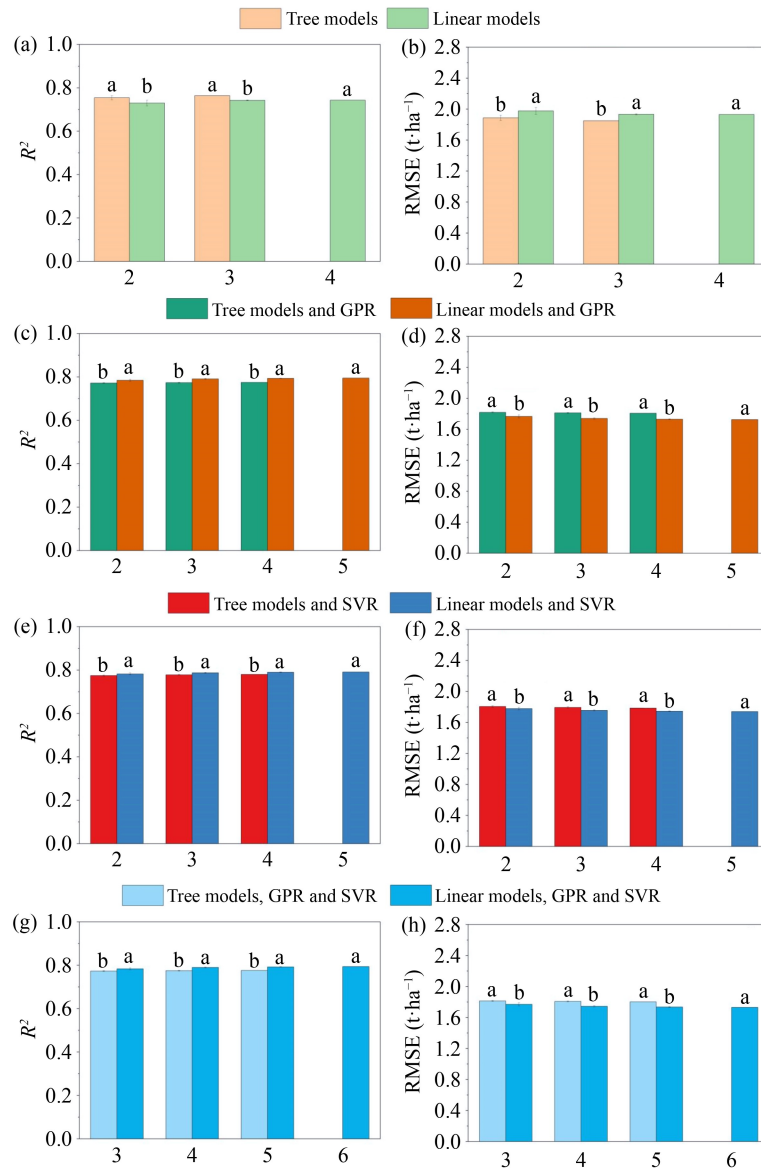 Tree models Linear models
(a)
1.0
0.8
0.6
0.4
0.2
0.0
R²
a b a b a
2 3 4
(b)
2.8
2.4
2.0
1.6
1.2
0.8
0.4
0.0
RMSE (t·ha⁻¹)
b a b a a
2 3 4
Tree models and GPR Linear models and GPR
(c)
1.0
0.8
0.6
0.4
0.2
0.0
R²
b a b a b a a
2 3 4 5
(d)
2.8
2.4
2.0
1.6
1.2
0.8
0.4
0.0
RMSE (t·ha⁻¹)
a b a b a b a
2 3 4 5
Tree models and SVR Linear models and SVR
(e)
1.0
0.8
0.6
0.4
0.2
0.0
R²
b a b a b a a
2 3 4 5
(f)
2.8
2.4
2.0
1.6
1.2
0.8
0.4
0.0
RMSE (t·ha⁻¹)
a b a b a b a
2 3 4 5
Tree models, GPR and SVR Linear models, GPR and SVR
(g)
1.0
0.8
0.6
0.4
0.2
0.0
R²
b a b a b a a
3 4 5 6
(h)
2.8
2.4
2.0
1.6
1.2
0.8
0.4
0.0
RMSE (t·ha⁻¹)
a b a b a b a
3 4 5 6